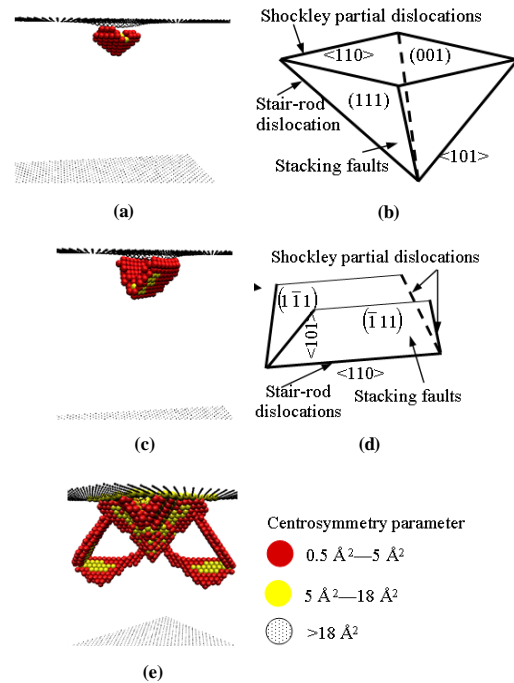 (a)
Shockley partial dislocations
<110>
(001)
(111)
Stair-rod
dislocation
Stacking faults
<101>
(b)
(c)
Shockley partial dislocations
(1 1̅ 1)
(1̅ 11)
<101>
Stair-rod
dislocations
<110>
Stacking faults
(d)
(e)
Centrosymmetry parameter
0.5 Å²—5 Å²
5 Å²—18 Å²
>18 Å²